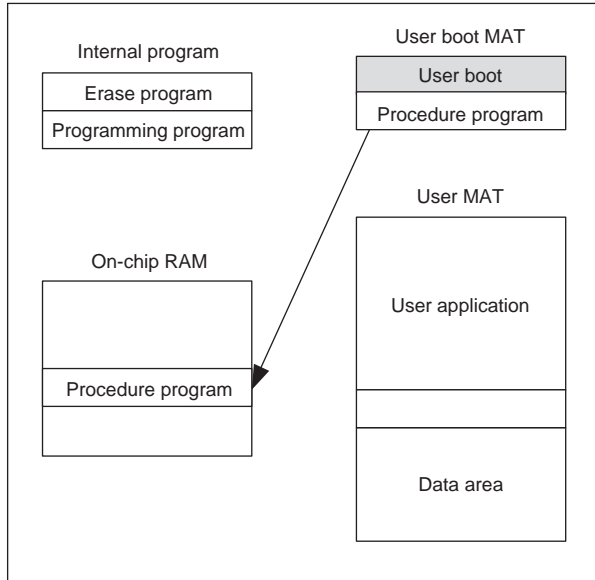 Internal program
Erase program
Programming program
User boot MAT
User boot
Procedure program
User MAT
User application
Data area
On-chip RAM
Procedure program